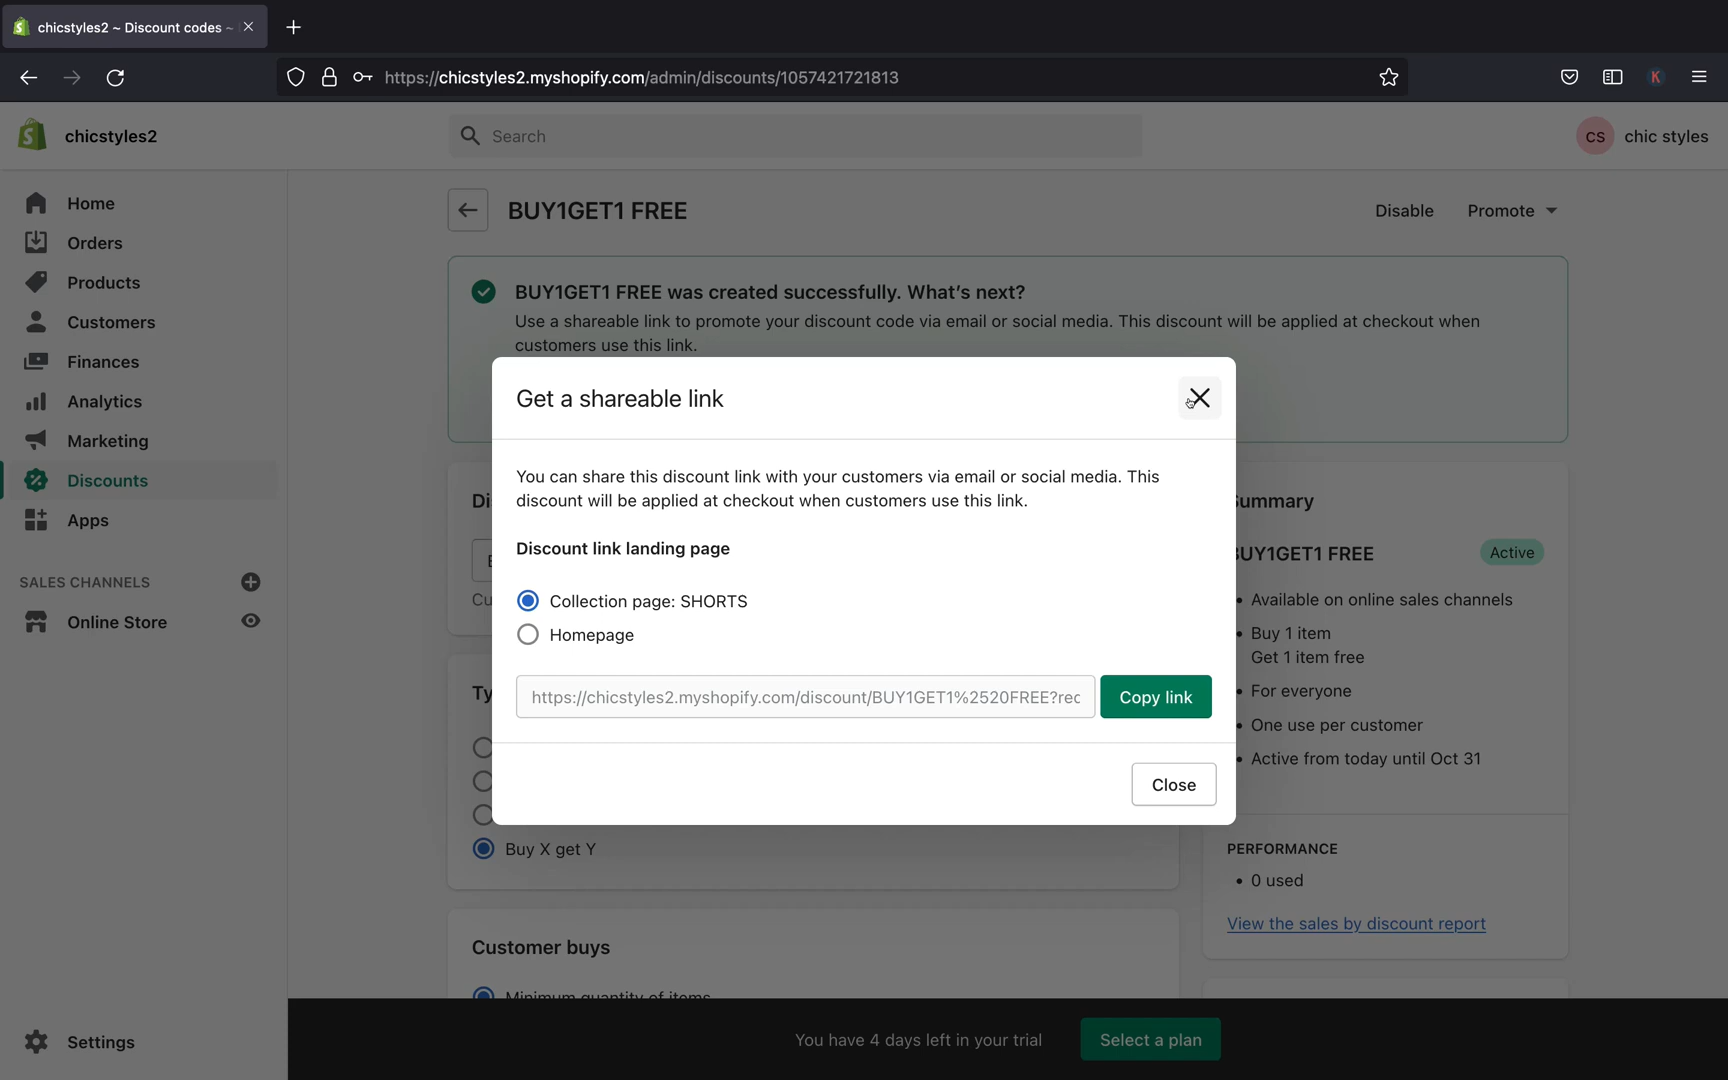 chicstyles2 ~ Discount codes ~
https://chicstyles2.myshopify.com/admin/discounts/1057421721813
K
chicstyles2
Search
CS
chic styles
Home
Orders
Products
Customers
Finances
Analytics
Marketing
Discounts
Apps
SALES CHANNELS
Online Store
Settings
BUY1GET1 FREE
Disable
Promote
BUY1GET1 FREE was created successfully. What's next?
Use a shareable link to promote your discount code via email or social media. This discount will be applied at checkout when
customers use this link.
Get a shareable link
You can share this discount link with your customers via email or social media. This
discount will be applied at checkout when customers use this link.
Discount link landing page
Collection page: SHORTS
Homepage
https://chicstyles2.myshopify.com/discount/BUY1GET1%2520FREE?rec
Copy link
Close
Buy X get Y
Customer buys
Minimum quantity of items
Summary
BUY1GET1 FREE
Active
• Available on online sales channels
• Buy 1 item
Get 1 item free
• For everyone
• One use per customer
• Active from today until Oct 31
PERFORMANCE
• 0 used
View the sales by discount report
You have 4 days left in your trial
Select a plan